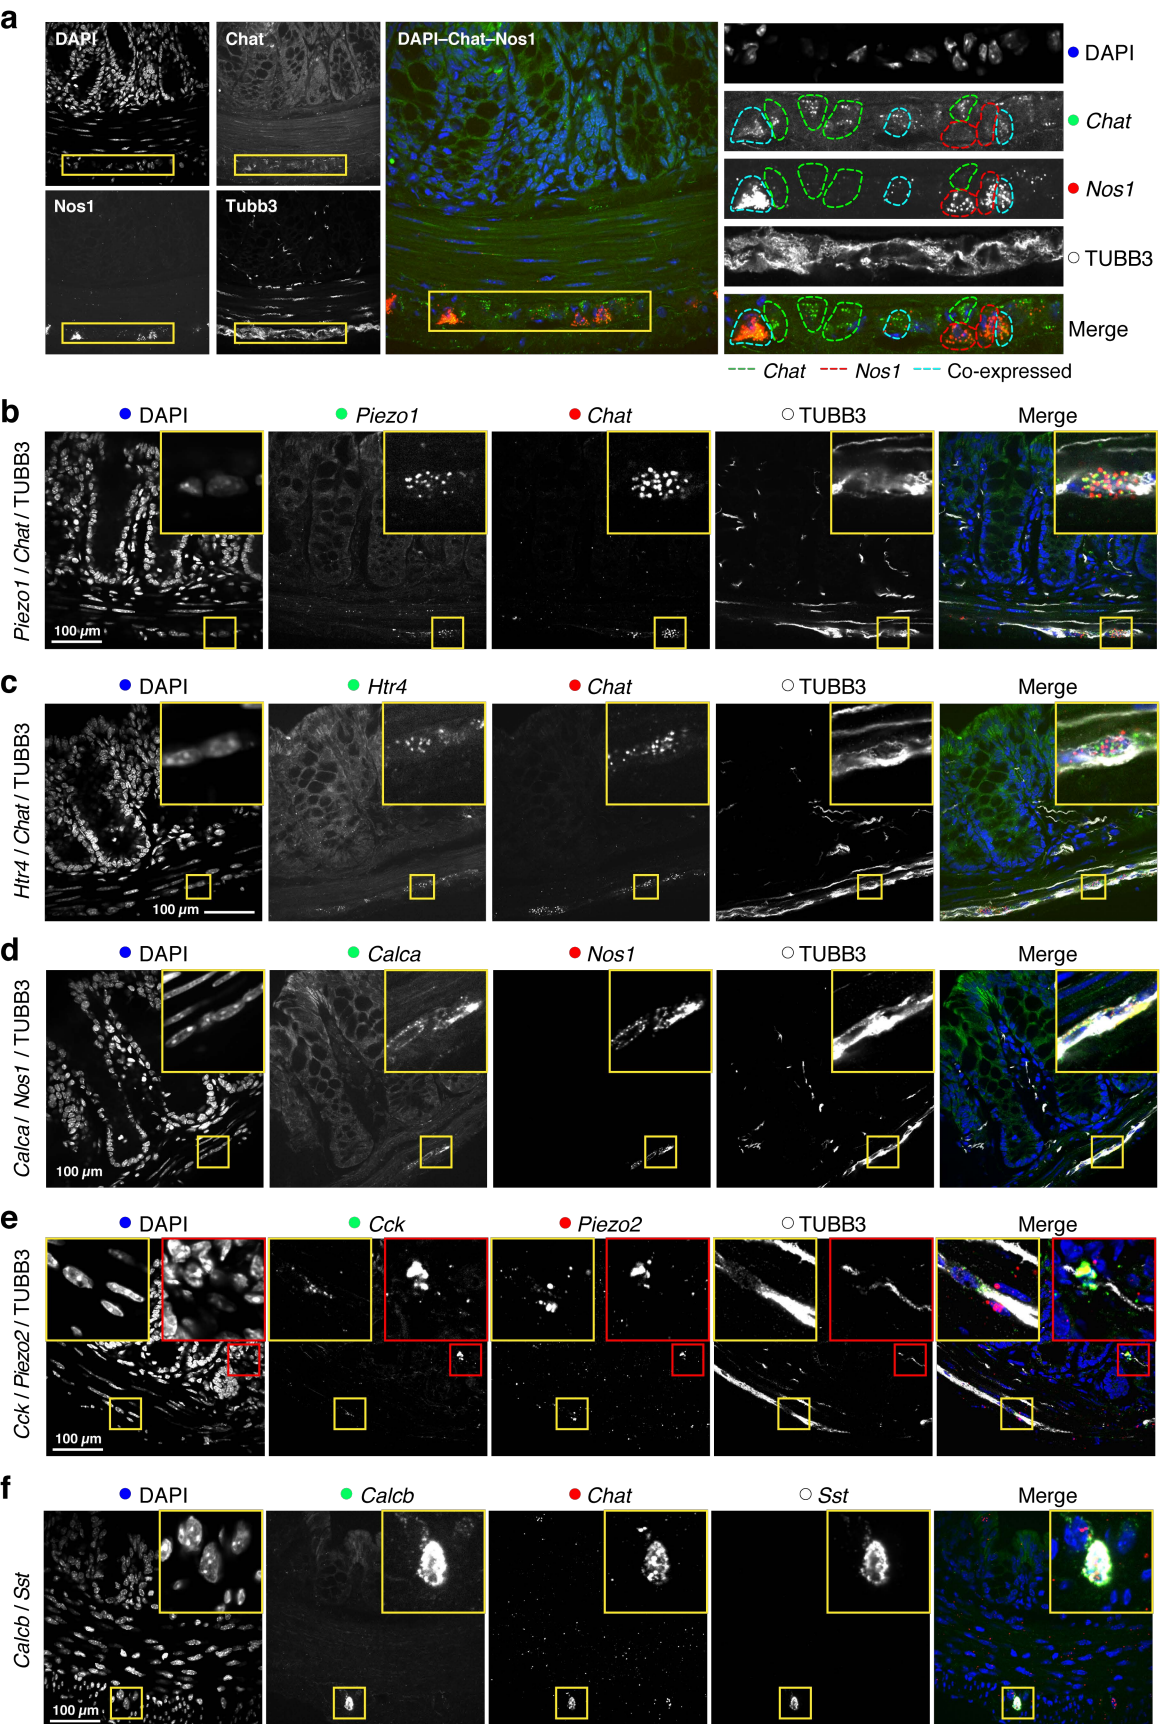 a
DAPI
Chat
DAPI–Chat–Nos1
Nos1
Tubb3
DAPI
Chat
Nos1
TUBB3
Merge
Chat Nos1 Co-expressed
b
DAPI Piezo1 Chat TUBB3 Merge
Piezo1 / Chat / TUBB3
100 µm
c
DAPI Htr4 Chat TUBB3 Merge
Htr4 / Chat / TUBB3
100 µm
d
DAPI Calca Nos1 TUBB3 Merge
Calca / Nos1 / TUBB3
100 µm
e
DAPI Cck Piezo2 TUBB3 Merge
Cck / Piezo2 / TUBB3
100 µm
f
DAPI Calcb Chat Sst Merge
Calcb / Sst
100 µm